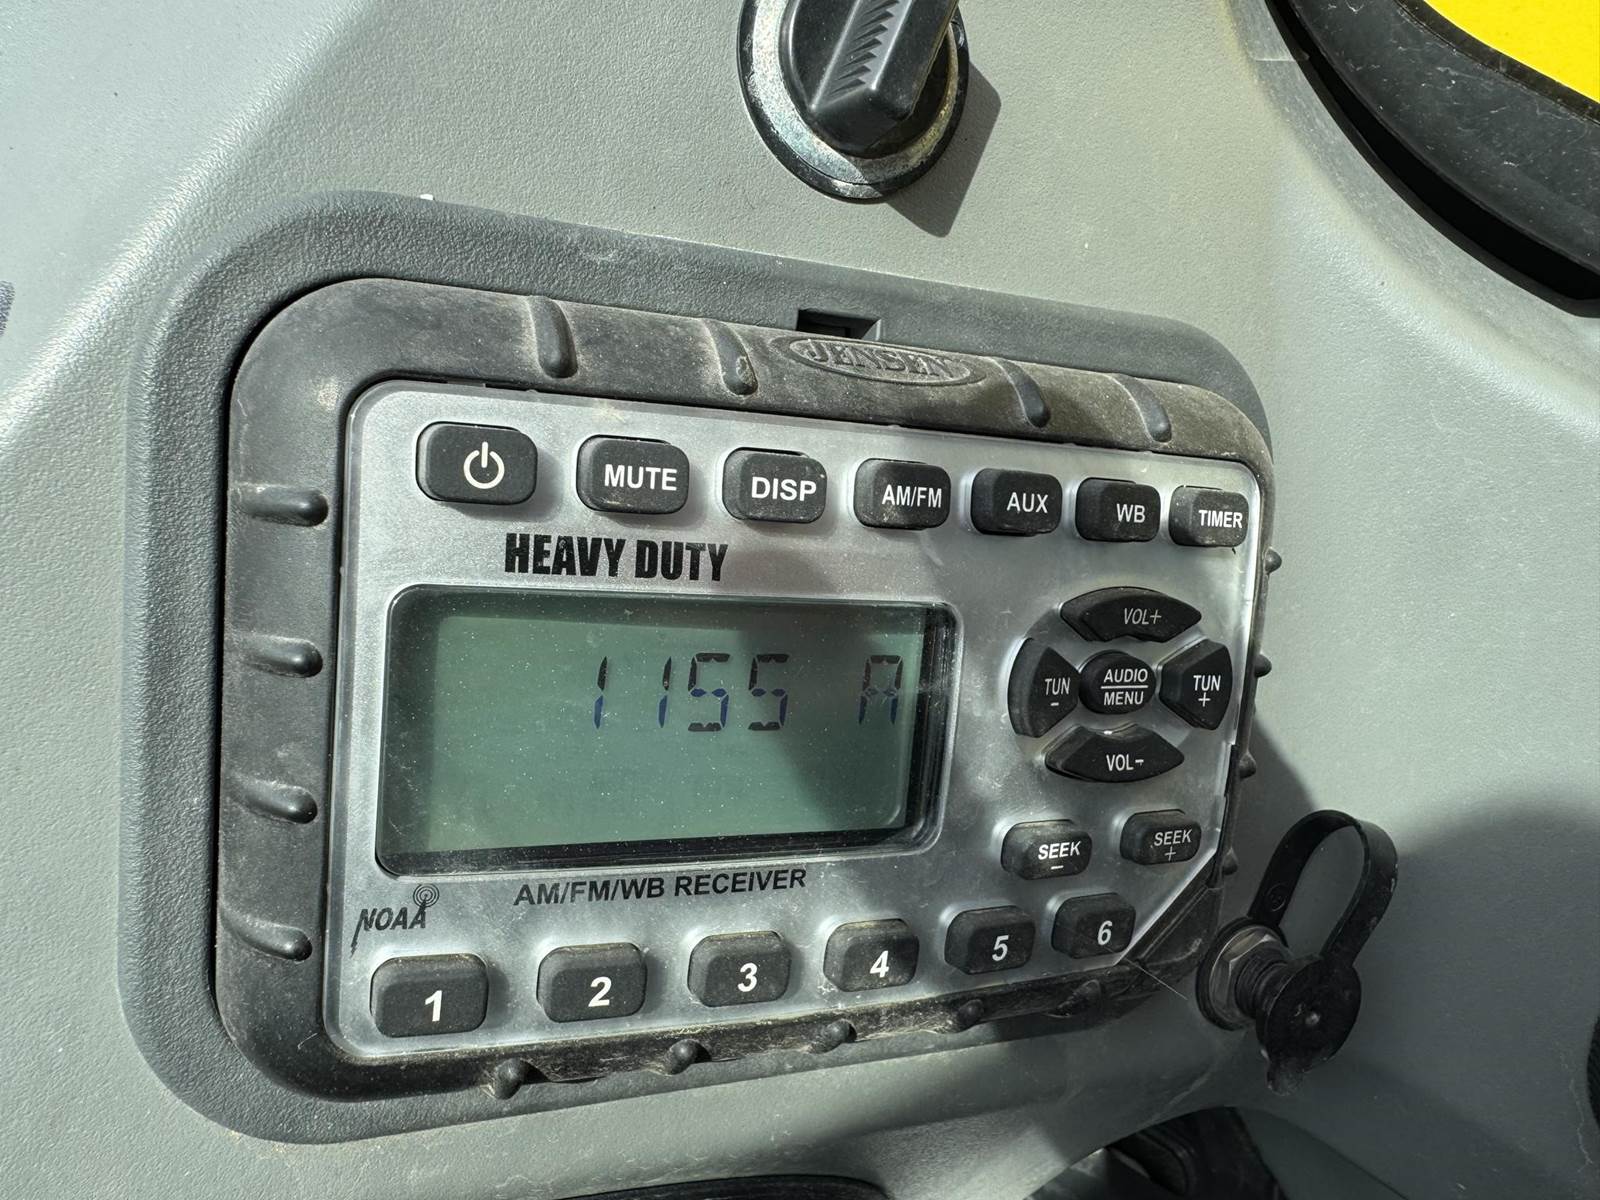 JENSEN
MUTE
DISP
AM/FM
AUX
WB
TIMER
HEAVY DUTY
VOL+
1155 A
TUN
-
AUDIO
MENU
TUN
+
VOL-
SEEK
-
SEEK
+
AM/FM/WB RECEIVER
NOAA
1
2
3
4
5
6